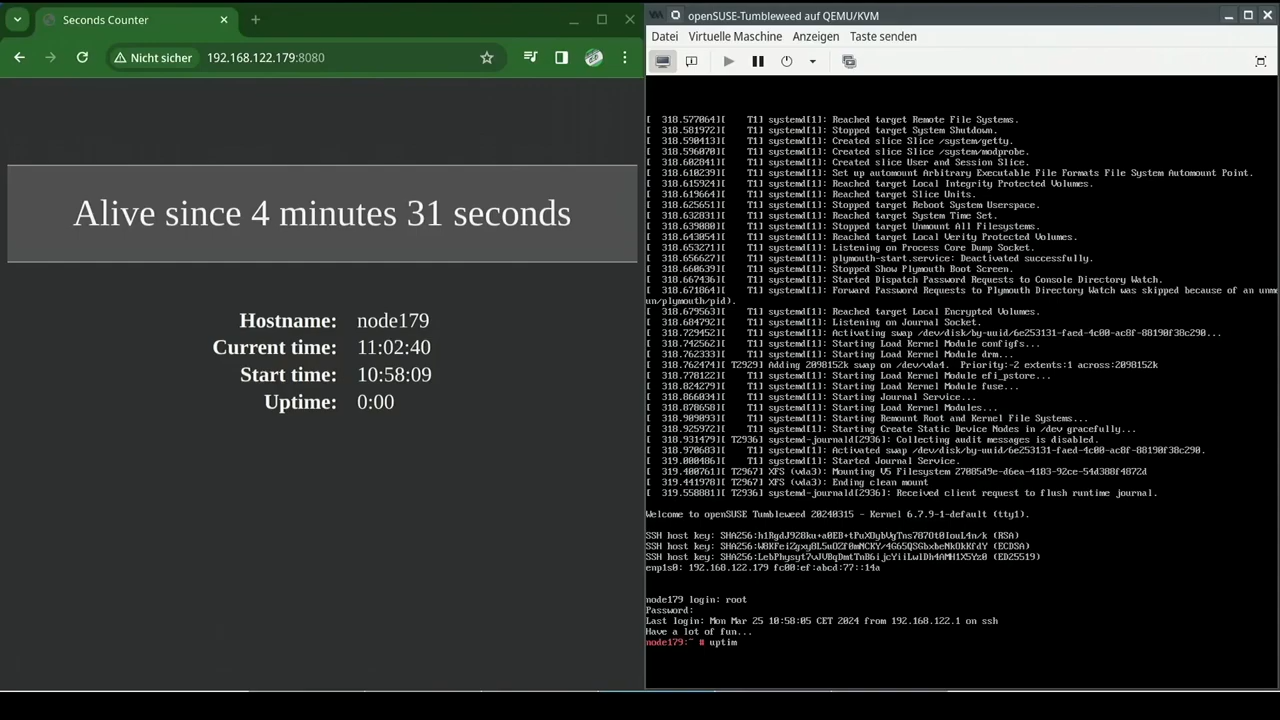 Seconds Counter
Nicht sicher 192.168.122.179:8080
Alive since 4 minutes 31 seconds
Hostname: node179
Current time: 11:02:40
Start time: 10:58:09
Uptime: 0:00
openSUSE-Tumbleweed auf QEMU/KVM
Datei Virtuelle Maschine Anzeigen Taste senden
[  318.577064][    T1] systemd[1]: Reached target Remote File Systems.
[  318.581972][    T1] systemd[1]: Stopped target System Shutdown.
[  318.590413][    T1] systemd[1]: Created slice Slice /system/getty.
[  318.596070][    T1] systemd[1]: Created slice Slice /system/modprobe.
[  318.602841][    T1] systemd[1]: Created slice User and Session Slice.
[  318.610239][    T1] systemd[1]: Set up automount Arbitrary Executable File Formats File System Automount Point.
[  318.615924][    T1] systemd[1]: Reached target Local Integrity Protected Volumes.
[  318.619664][    T1] systemd[1]: Reached target Slice Units.
[  318.625651][    T1] systemd[1]: Stopped target Reboot System Userspace.
[  318.632831][    T1] systemd[1]: Reached target System Time Set.
[  318.639080][    T1] systemd[1]: Stopped target Unmount All Filesystems.
[  318.643054][    T1] systemd[1]: Reached target Local Verity Protected Volumes.
[  318.653271][    T1] systemd[1]: Listening on Process Core Dump Socket.
[  318.656627][    T1] systemd[1]: plymouth-start.service: Deactivated successfully.
[  318.660639][    T1] systemd[1]: Stopped Show Plymouth Boot Screen.
[  318.667436][    T1] systemd[1]: Started Dispatch Password Requests to Console Directory Watch.
[  318.671864][    T1] systemd[1]: Forward Password Requests to Plymouth Directory Watch was skipped because of an unm
un/plymouth/pid).
[  318.679563][    T1] systemd[1]: Reached target Local Encrypted Volumes.
[  318.684792][    T1] systemd[1]: Listening on Journal Socket.
[  318.729452][    T1] systemd[1]: Activating swap /dev/disk/by-uuid/6e253131-faed-4c00-ac8f-88190f38c290...
[  318.742562][    T1] systemd[1]: Starting Load Kernel Module configfs...
[  318.762333][    T1] systemd[1]: Starting Load Kernel Module drm...
[  318.762474][ T2929] Adding 2098152k swap on /dev/vda4.  Priority:-2 extents:1 across:2098152k
[  318.778122][    T1] systemd[1]: Starting Load Kernel Module efi_pstore...
[  318.824279][    T1] systemd[1]: Starting Load Kernel Module fuse...
[  318.866034][    T1] systemd[1]: Starting Journal Service...
[  318.878658][    T1] systemd[1]: Starting Load Kernel Modules...
[  318.909093][    T1] systemd[1]: Starting Remount Root and Kernel File Systems...
[  318.925972][    T1] systemd[1]: Starting Create Static Device Nodes in /dev gracefully...
[  318.931479][ T2936] systemd-journald[2936]: Collecting audit messages is disabled.
[  318.970683][    T1] systemd[1]: Activated swap /dev/disk/by-uuid/6e253131-faed-4c00-ac8f-88190f38c290.
[  319.000486][    T1] systemd[1]: Started Journal Service.
[  319.400761][ T2967] XFS (vda3): Mounting V5 Filesystem 27085d9e-d6ea-4183-92ce-54d388f4872d
[  319.441978][ T2967] XFS (vda3): Ending clean mount
[  319.558881][ T2936] systemd-journald[2936]: Received client request to flush runtime journal.
Welcome to openSUSE Tumbleweed 20240315 - Kernel 6.7.9-1-default (tty1).
SSH host key: (RSA)
SSH host key: (ECDSA)
SSH host key: (ED25519)
enp1s0: 192.168.122.179 fc00:ef:abcd:77::14a
node179 login: root
Password:
Last login: Mon Mar 25 10:58:05 CET 2024 from 192.168.122.1 on ssh
Have a lot of fun...
node179:~ # uptim